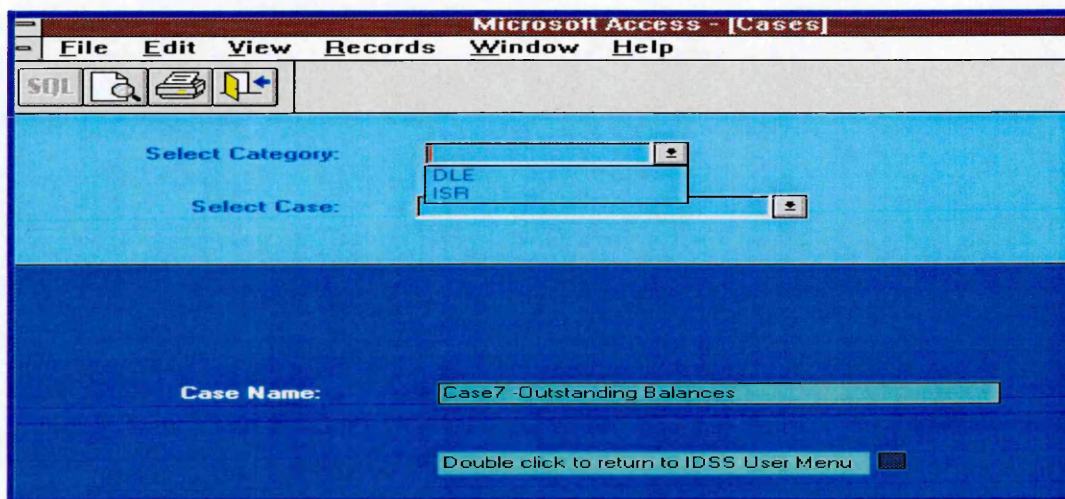 Microsoft Access - [Cases]
File Edit View Records Window Help
SQL
Select Category:
DLE
ISR
Select Case:
Case Name: Case7 -Outstanding Balances
Double click to return to IDSS User Menu